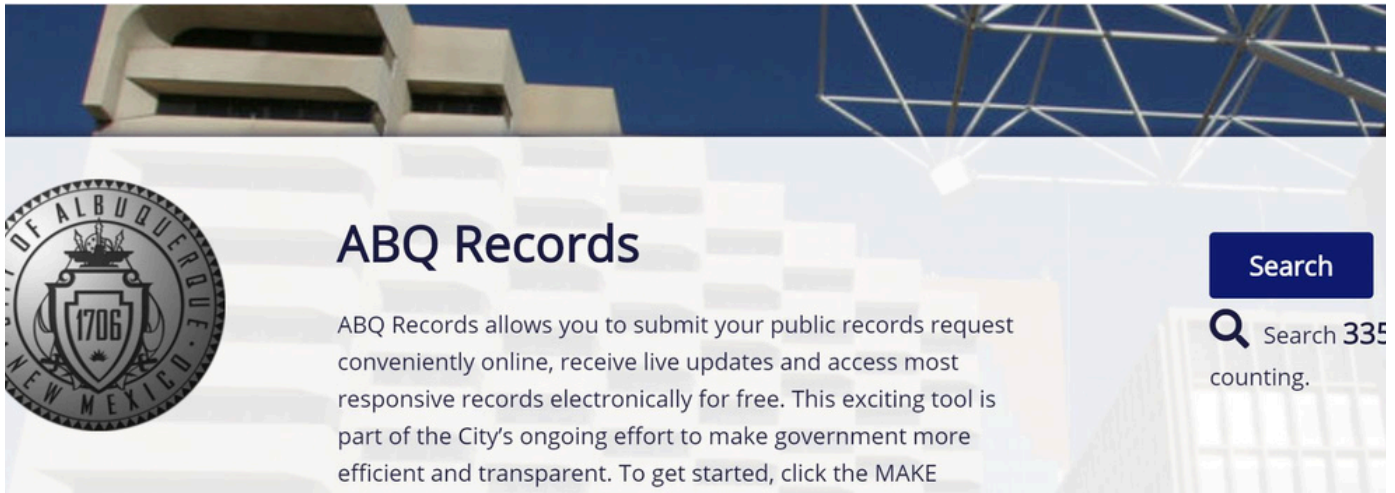 CITY OF ALBUQUERQUE · NEW MEXICO ·
1706
ABQ Records
ABQ Records allows you to submit your public records request
conveniently online, receive live updates and access most
responsive records electronically for free. This exciting tool is
part of the City’s ongoing effort to make government more
efficient and transparent. To get started, click the MAKE
Search
Search 335
counting.